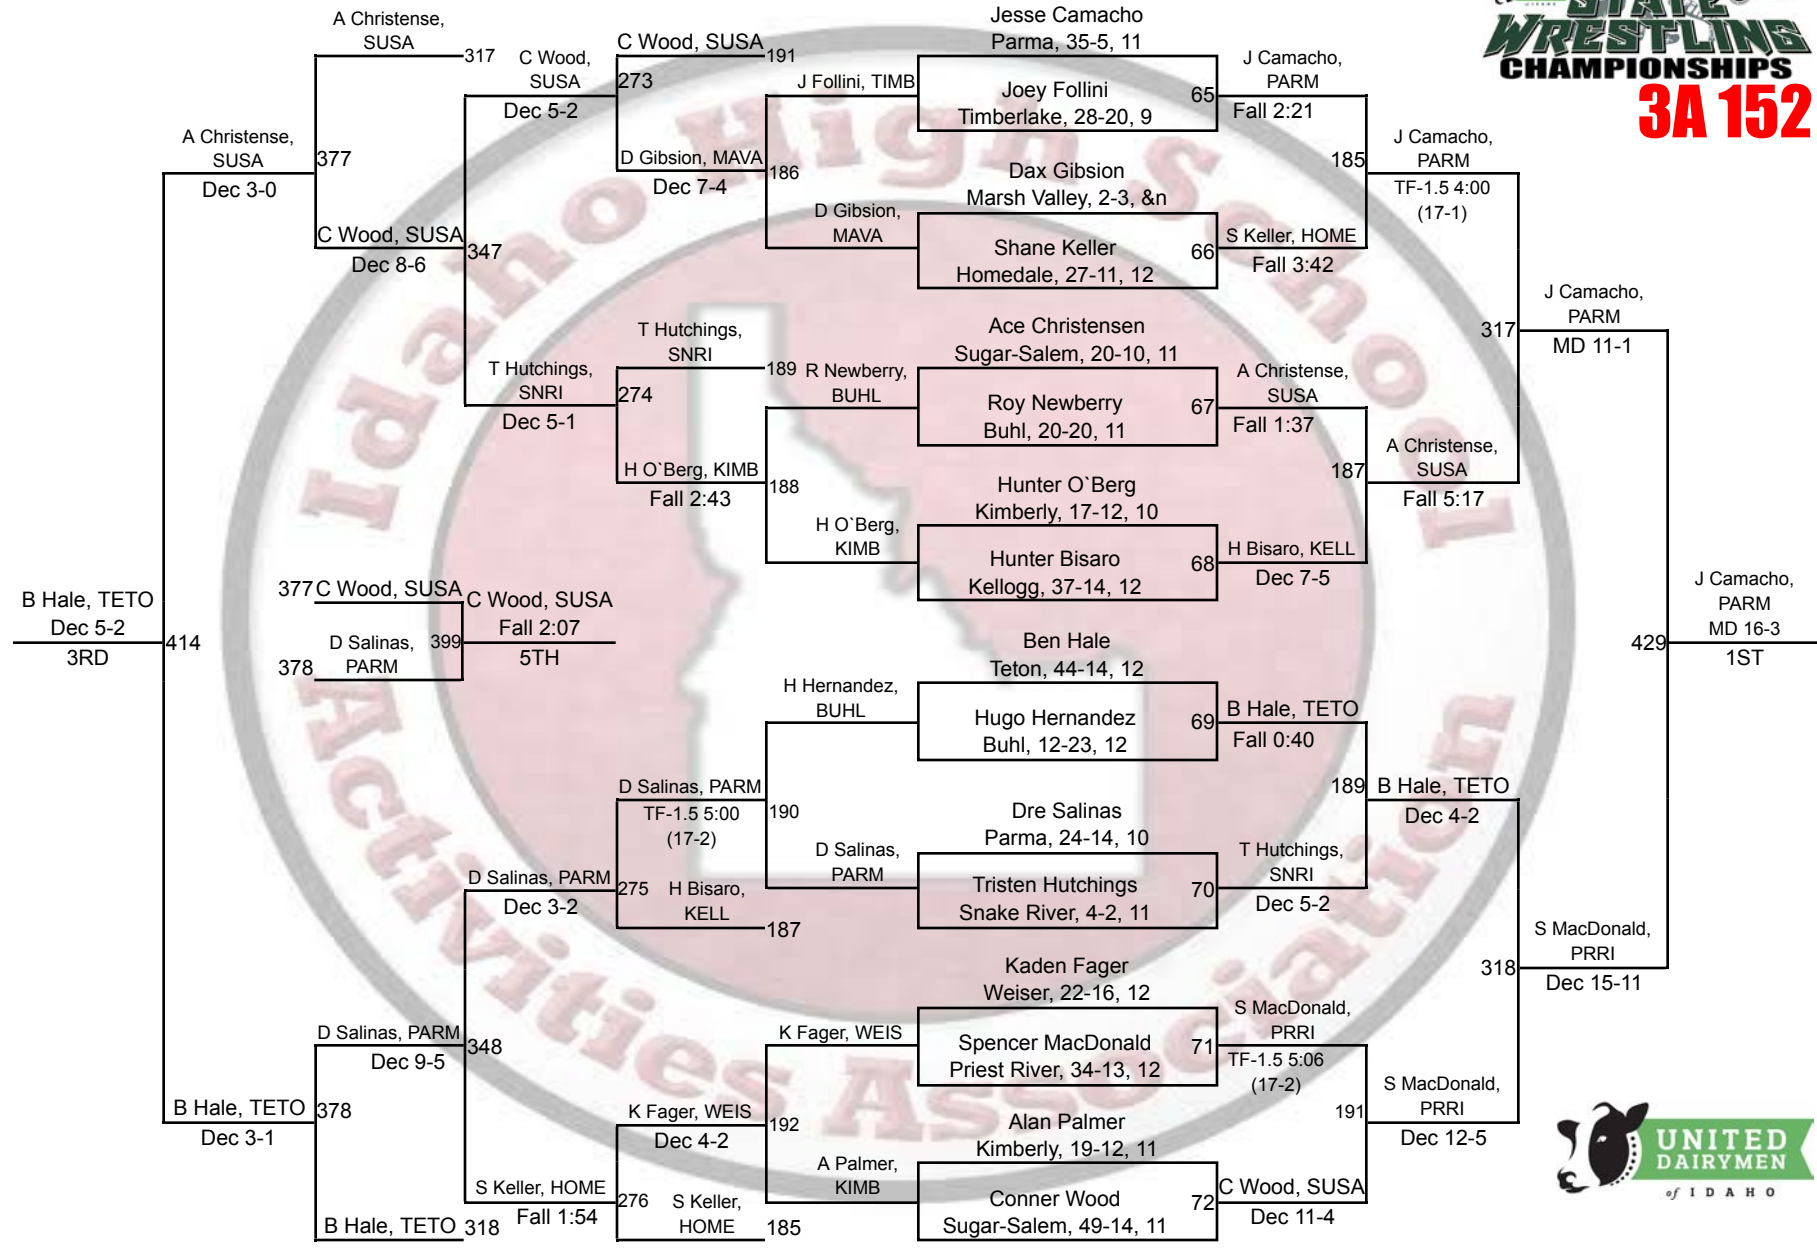 STATE
WRESTLING
CHAMPIONSHIPS
3A 152
Idaho High School
Activities Association
A Christense,
SUSA
317
A Christense,
SUSA
Dec 3-0
377
C Wood, SUSA
Dec 8-6
347
C Wood,
SUSA
Dec 5-2
273
C Wood, SUSA
191
D Gibsion, MAVA
Dec 7-4
186
J Follini, TIMB
D Gibsion,
MAVA
T Hutchings,
SNRI
Dec 5-1
274
T Hutchings,
SNRI
189
H O`Berg, KIMB
Fall 2:43
188
R Newberry,
BUHL
H O`Berg,
KIMB
B Hale, TETO
Dec 5-2
3RD
414
377
C Wood, SUSA
378
D Salinas,
PARM
399
C Wood, SUSA
Fall 2:07
5TH
D Salinas, PARM
TF-1.5 5:00
(17-2)
190
H Hernandez,
BUHL
D Salinas,
PARM
D Salinas, PARM
Dec 3-2
275
H Bisaro,
KELL
187
D Salinas, PARM
Dec 9-5
348
B Hale, TETO
Dec 3-1
378
B Hale, TETO
318
S Keller, HOME
Fall 1:54
276
K Fager, WEIS
Dec 4-2
192
K Fager, WEIS
A Palmer,
KIMB
S Keller,
HOME
185
Jesse Camacho
Parma, 35-5, 11
Joey Follini
Timberlake, 28-20, 9
65
J Camacho,
PARM
Fall 2:21
Dax Gibsion
Marsh Valley, 2-3, &n
Shane Keller
Homedale, 27-11, 12
66
S Keller, HOME
Fall 3:42
185
J Camacho,
PARM
TF-1.5 4:00
(17-1)
Ace Christensen
Sugar-Salem, 20-10, 11
Roy Newberry
Buhl, 20-20, 11
67
A Christense,
SUSA
Fall 1:37
Hunter O`Berg
Kimberly, 17-12, 10
Hunter Bisaro
Kellogg, 37-14, 12
68
H Bisaro, KELL
Dec 7-5
187
A Christense,
SUSA
Fall 5:17
317
J Camacho,
PARM
MD 11-1
Ben Hale
Teton, 44-14, 12
Hugo Hernandez
Buhl, 12-23, 12
69
B Hale, TETO
Fall 0:40
Dre Salinas
Parma, 24-14, 10
Tristen Hutchings
Snake River, 4-2, 11
70
T Hutchings,
SNRI
Dec 5-2
189
B Hale, TETO
Dec 4-2
Kaden Fager
Weiser, 22-16, 12
Spencer MacDonald
Priest River, 34-13, 12
71
S MacDonald,
PRRI
TF-1.5 5:06
(17-2)
Alan Palmer
Kimberly, 19-12, 11
Conner Wood
Sugar-Salem, 49-14, 11
72
C Wood, SUSA
Dec 11-4
191
S MacDonald,
PRRI
Dec 12-5
318
S MacDonald,
PRRI
Dec 15-11
429
J Camacho,
PARM
MD 16-3
1ST
UNITED
DAIRYMEN
of IDAHO